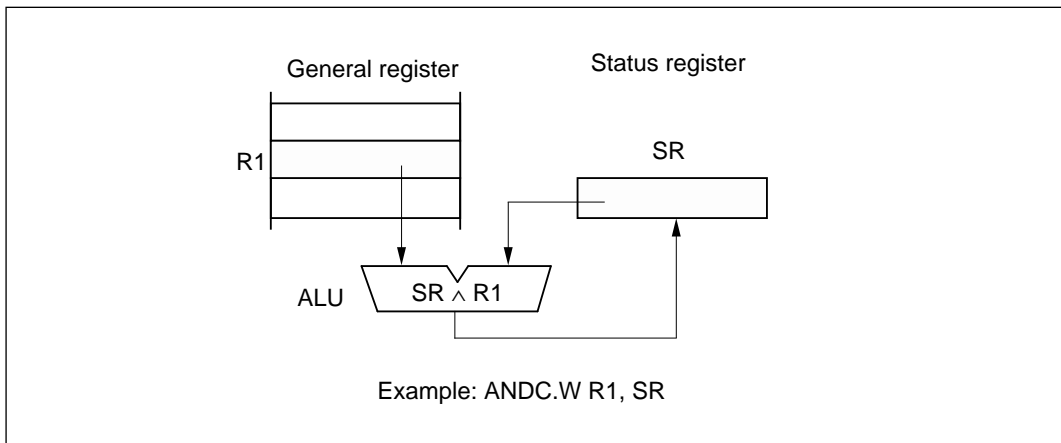 General register
Status register
R1
SR
ALU
SR ∧ R1
Example: ANDC.W R1, SR